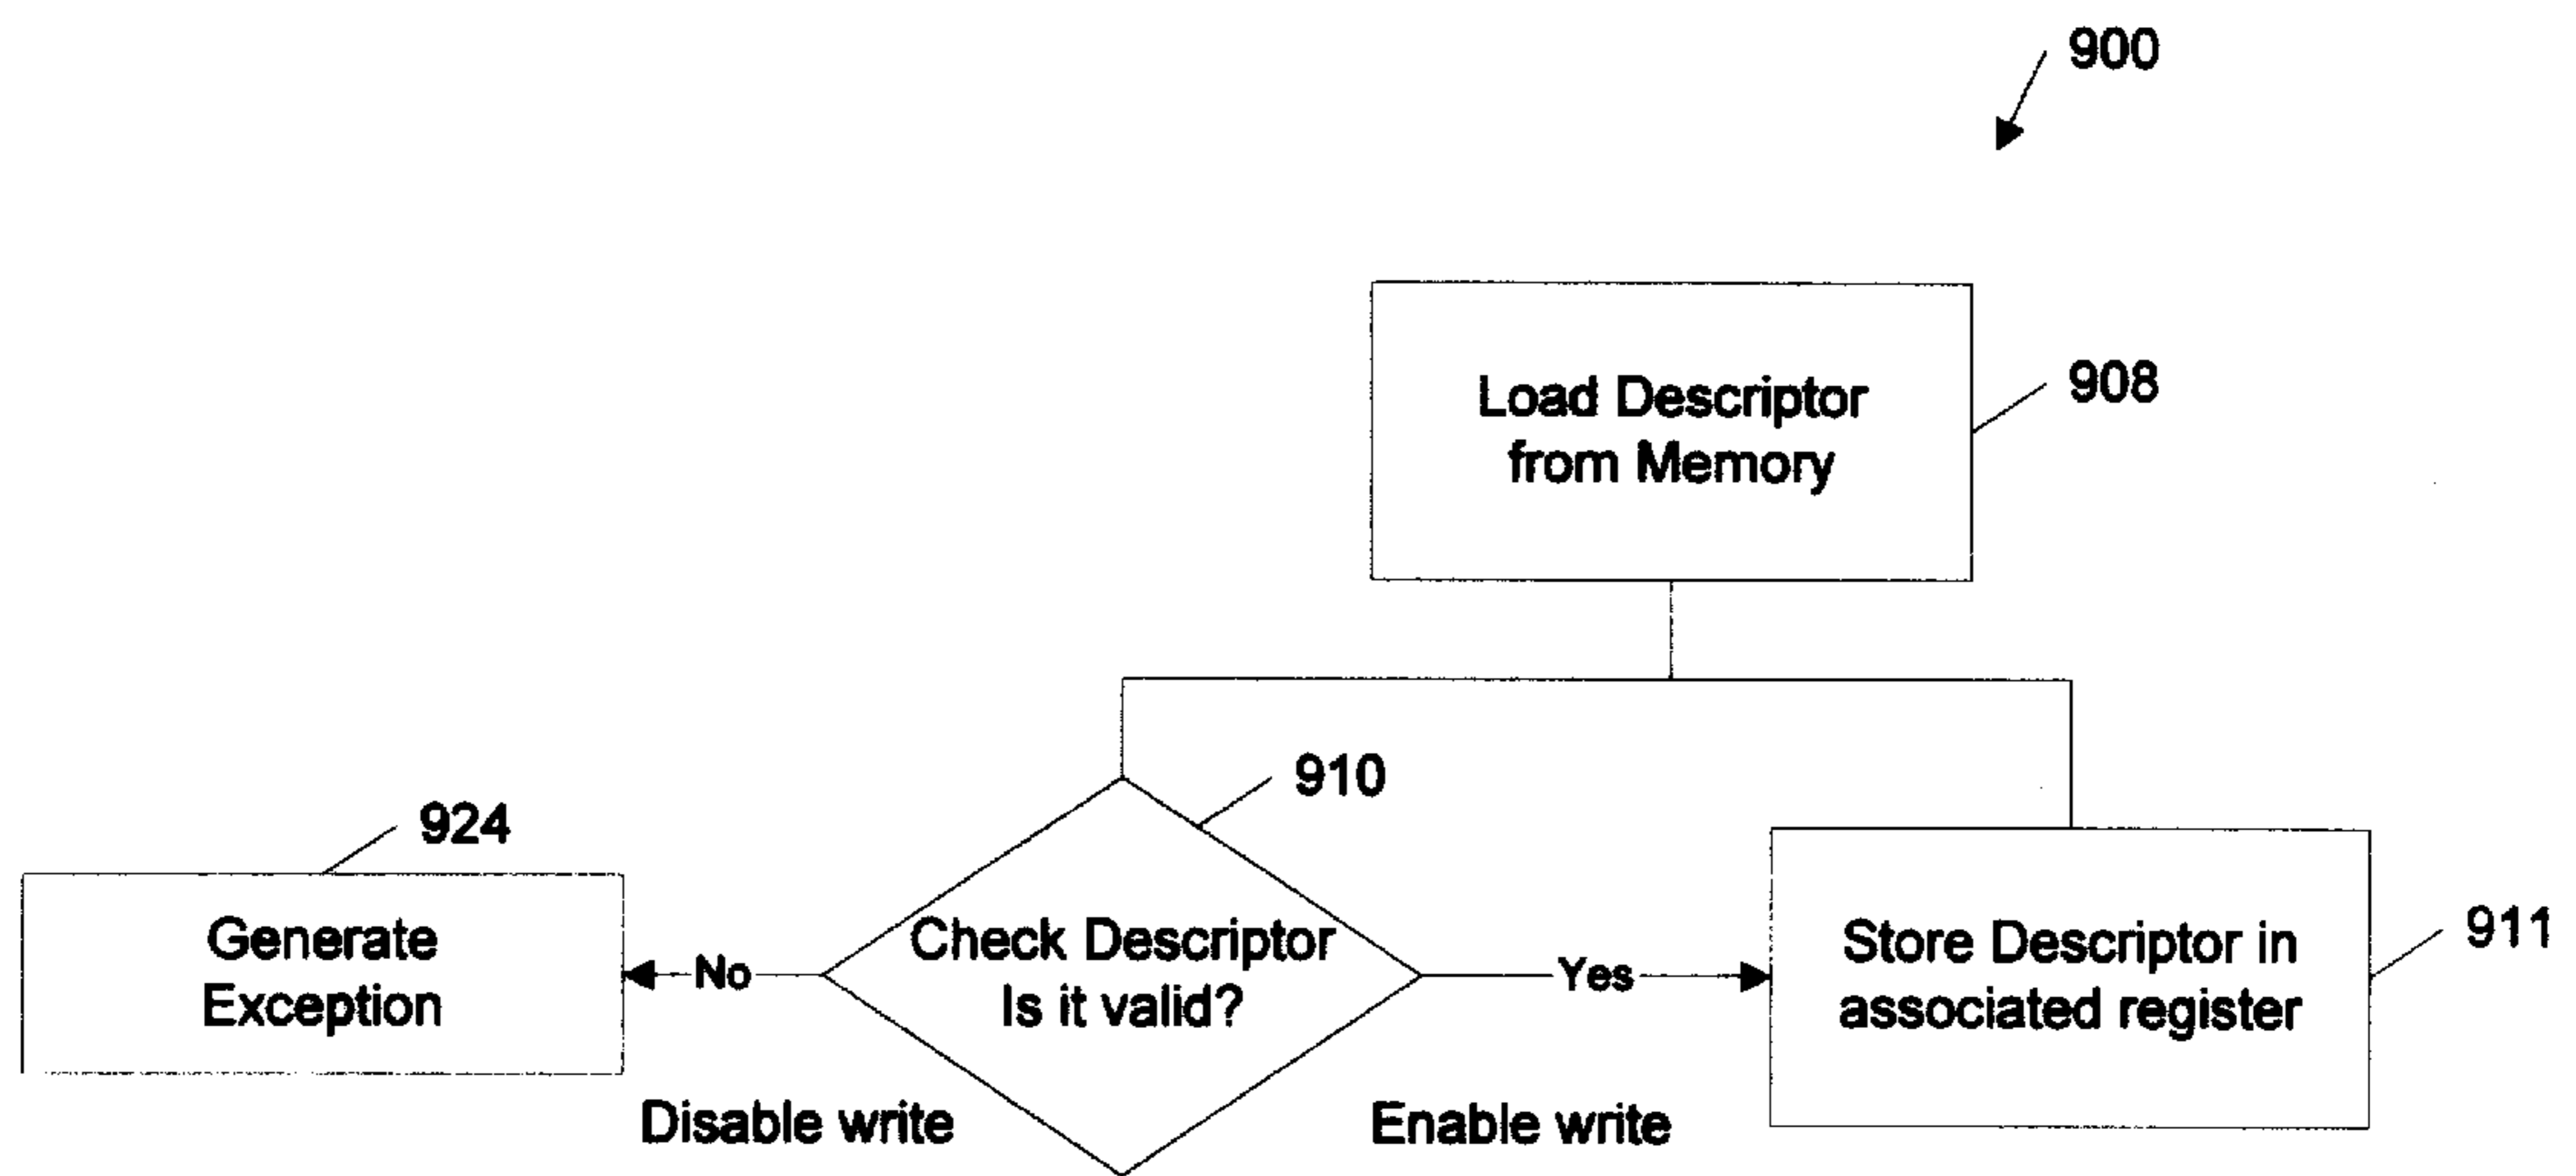 900
Load Descriptor
from Memory
908
910
924
Generate
Exception
No
Check Descriptor
Is it valid?
Yes
Store Descriptor in
associated register
911
Disable write
Enable write